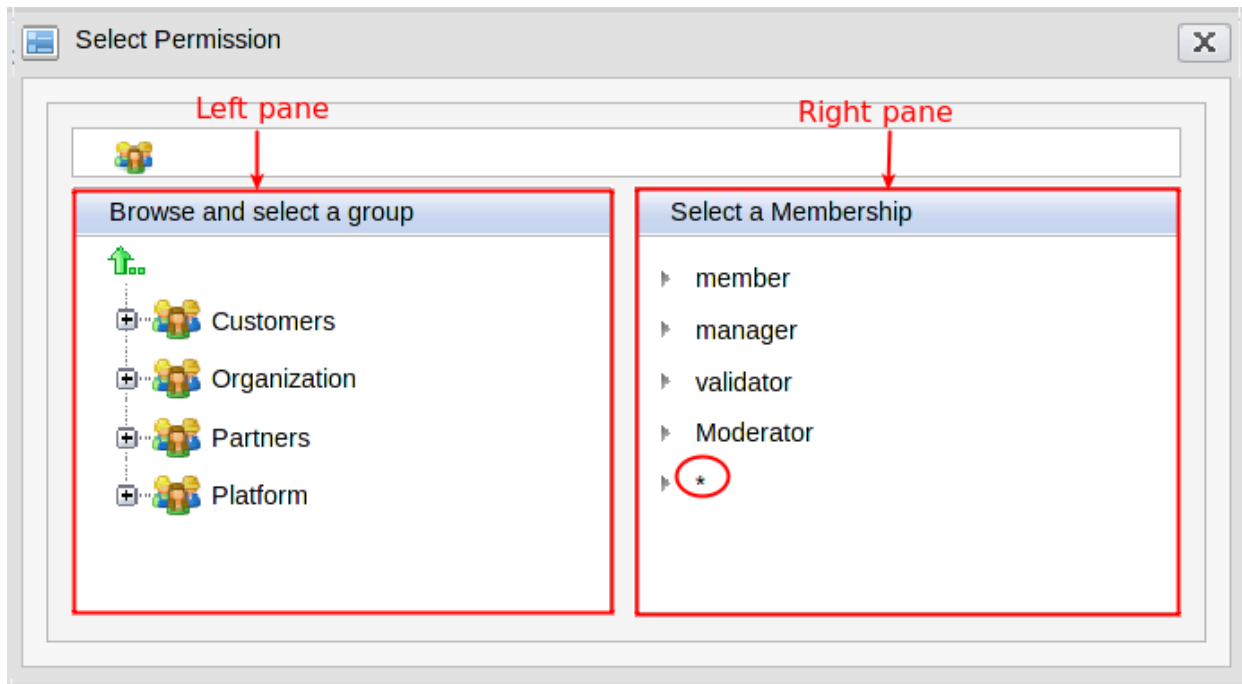 Select Permission
Left pane
Right pane
Browse and select a group
Select a Membership
Customers
Organization
Partners
Platform
member
manager
validator
Moderator
*